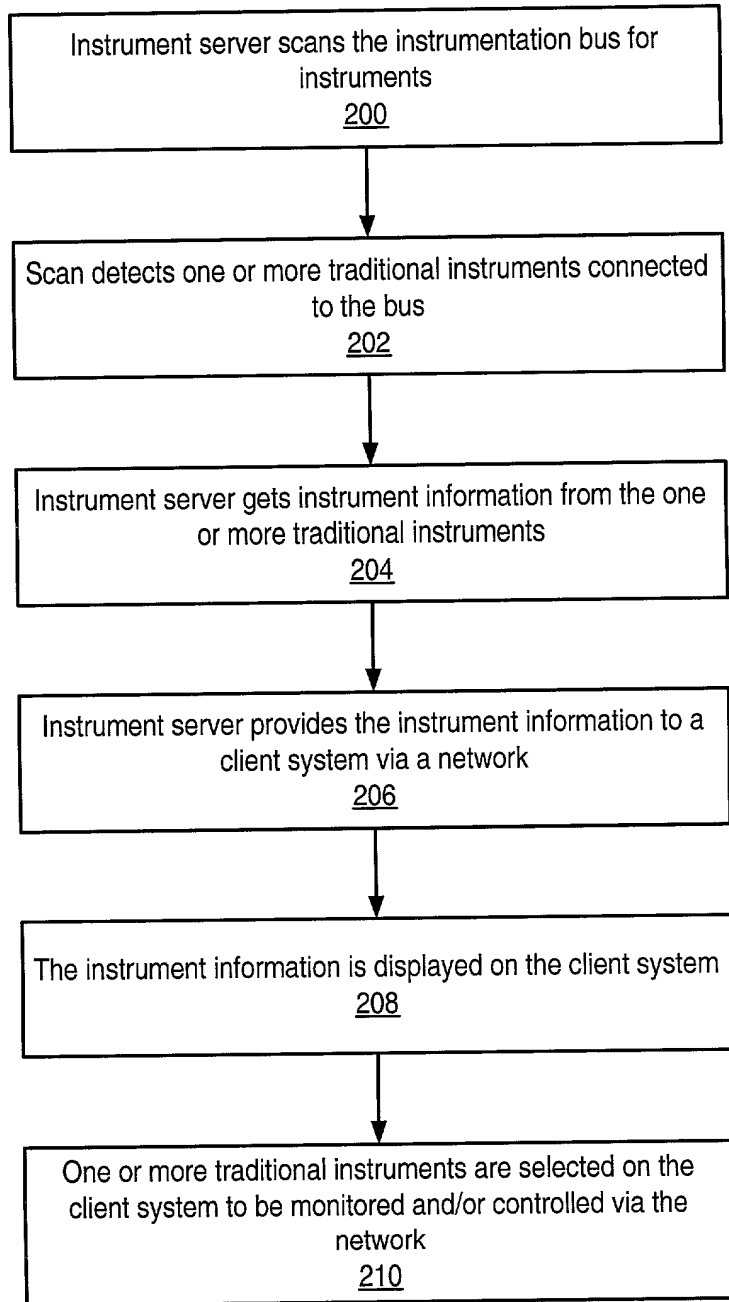 Instrument server scans the instrumentation bus for
instruments
200
Scan detects one or more traditional instruments connected
to the bus
202
Instrument server gets instrument information from the one
or more traditional instruments
204
Instrument server provides the instrument information to a
client system via a network
206
The instrument information is displayed on the client system
208
One or more traditional instruments are selected on the
client system to be monitored and/or controlled via the
network
210